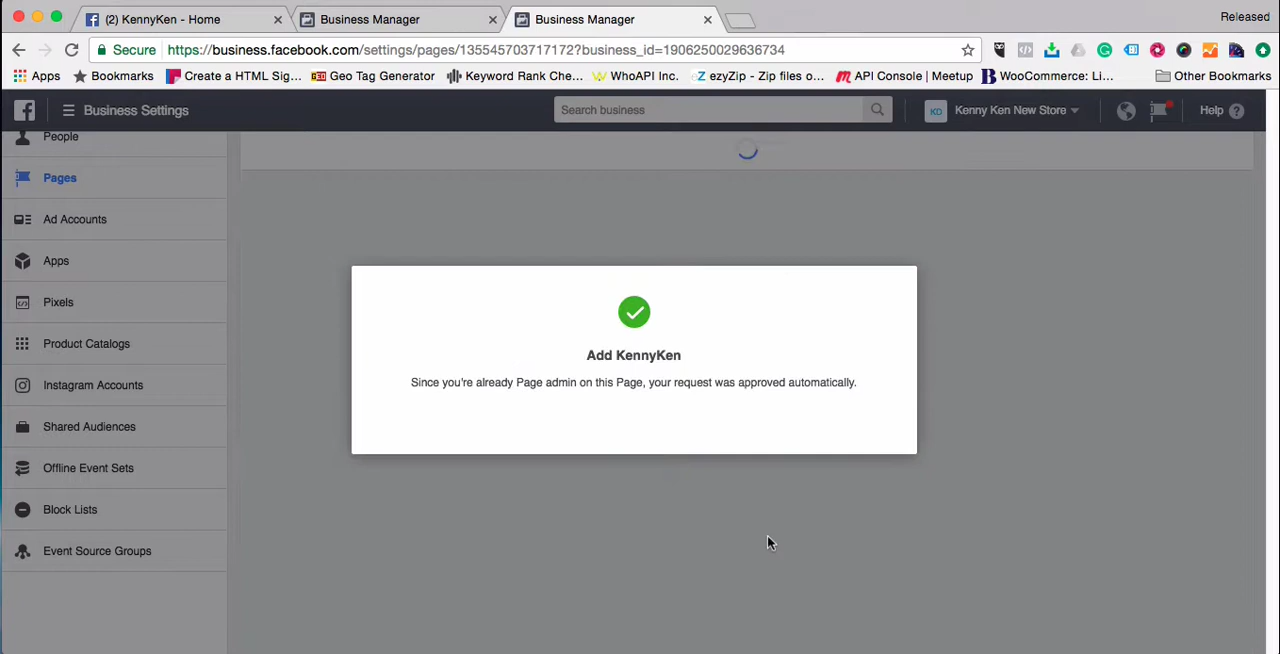 Released
(2) KennyKen - Home
Business Manager
Business Manager
Secure
https://business.facebook.com/settings/pages/135545703717172?business_id=1906250029636734
Apps
Bookmarks
Create a HTML Sig...
Geo Tag Generator
Keyword Rank Che...
WhoAPI Inc.
ezyZip - Zip files o...
API Console | Meetup
WooCommerce: Li...
Other Bookmarks
Business Settings
Search business
KD
Kenny Ken New Store
Help
People
Pages
Ad Accounts
Apps
Pixels
Product Catalogs
Instagram Accounts
Shared Audiences
Offline Event Sets
Block Lists
Event Source Groups
Add KennyKen
Since you're already Page admin on this Page, your request was approved automatically.